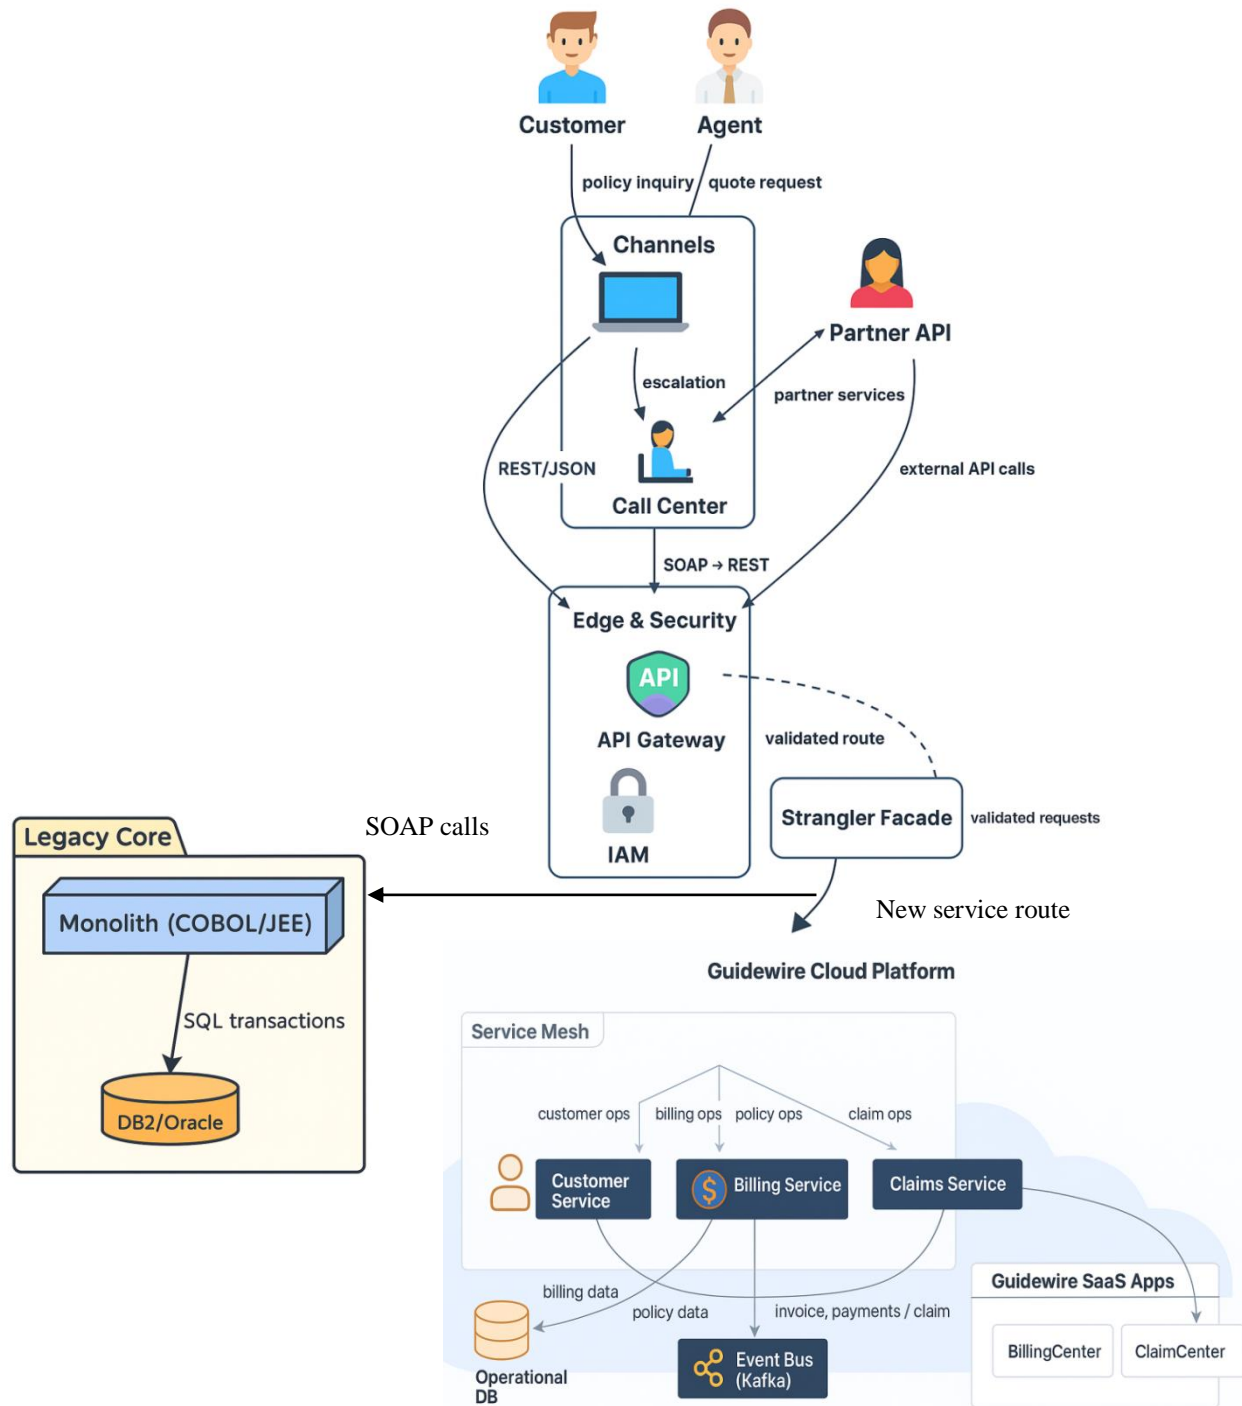 Customer
Agent
policy inquiry
quote request
Channels
Partner API
escalation
partner services
REST/JSON
external API calls
Call Center
SOAP → REST
Edge & Security
API
API Gateway
validated route
Strangler Facade
validated requests
IAM
SOAP calls
Legacy Core
Monolith (COBOL/JEE)
SQL transactions
DB2/Oracle
New service route
Guidewire Cloud Platform
Service Mesh
customer ops
billing ops
policy ops
claim ops
Customer
Service
$
Billing Service
Claims Service
billing data
policy data
invoice, payments / claim
Guidewire SaaS Apps
BillingCenter
ClaimCenter
Operational
DB
Event Bus
(Kafka)